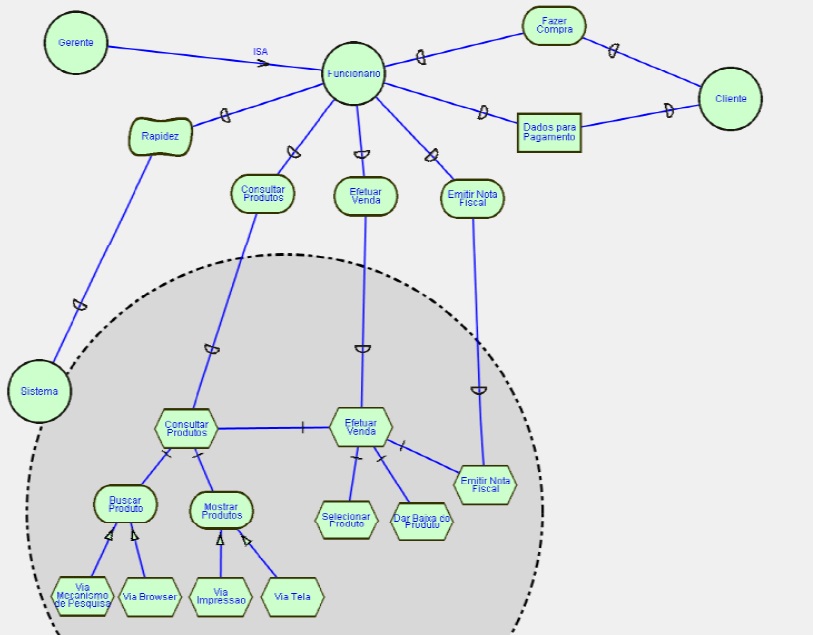 Fazer
Compra
Gerente
ISA
Funcionario
Cliente
Rapidez
Dados para
Pagamento
Consultar
Produtos
Efetuar
Venda
Emitir Nota
Fiscal
Sistema
Consultar
Produtos
Efetuar
Venda
Emitir Nota
Fiscal
Buscar
Produto
Mostrar
Produtos
Selecionar
Produto
Dar Baixa do
Produto
Via
Mecanismo
de Pesquisa
Via Browser
Via
Impressao
Via Tela